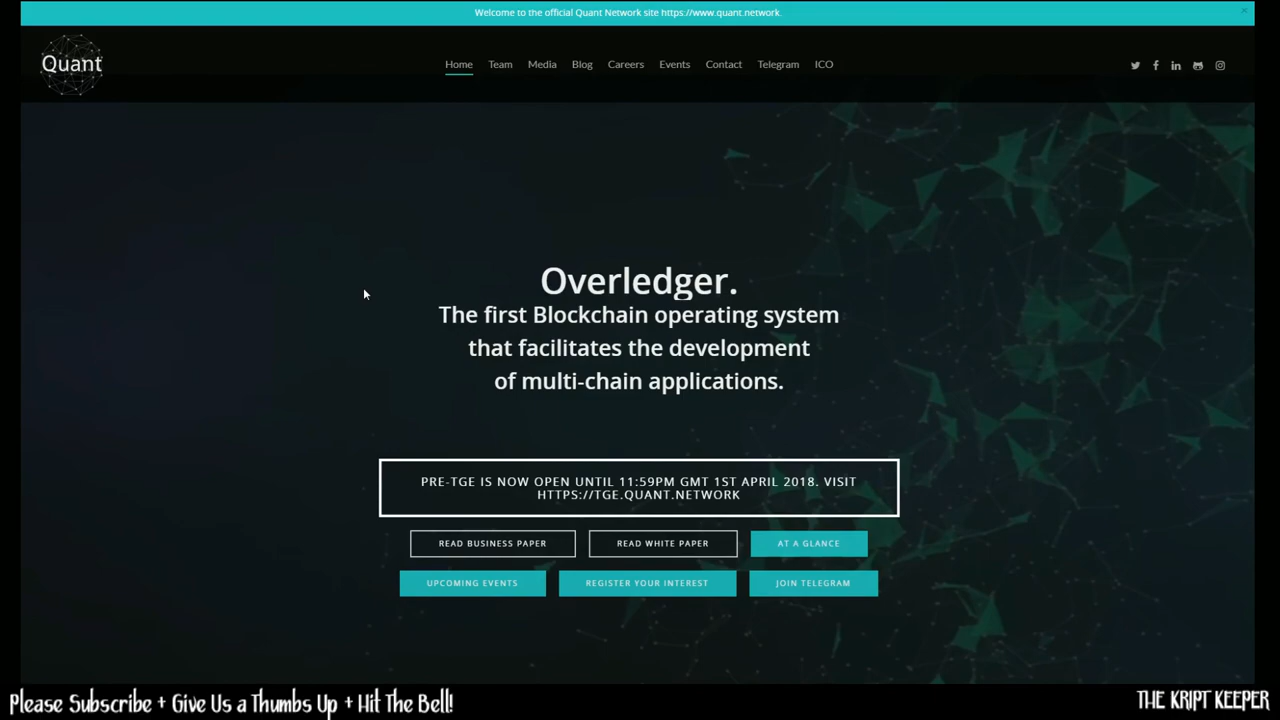 Welcome to the official Quant Network site https://www.quant.network.
Quant
Home Team Media Blog Careers Events Contact Telegram ICO
Overledger.
The first Blockchain operating system
that facilitates the development
of multi-chain applications.
PRE-TGE IS NOW OPEN UNTIL 11:59PM GMT 1ST APRIL 2018. VISIT
HTTPS://TGE.QUANT.NETWORK
READ BUSINESS PAPER READ WHITE PAPER AT A GLANCE
UPCOMING EVENTS REGISTER YOUR INTEREST JOIN TELEGRAM
Please Subscribe + Give Us a Thumbs Up + Hit The Bell! THE KRIPT KEEPER